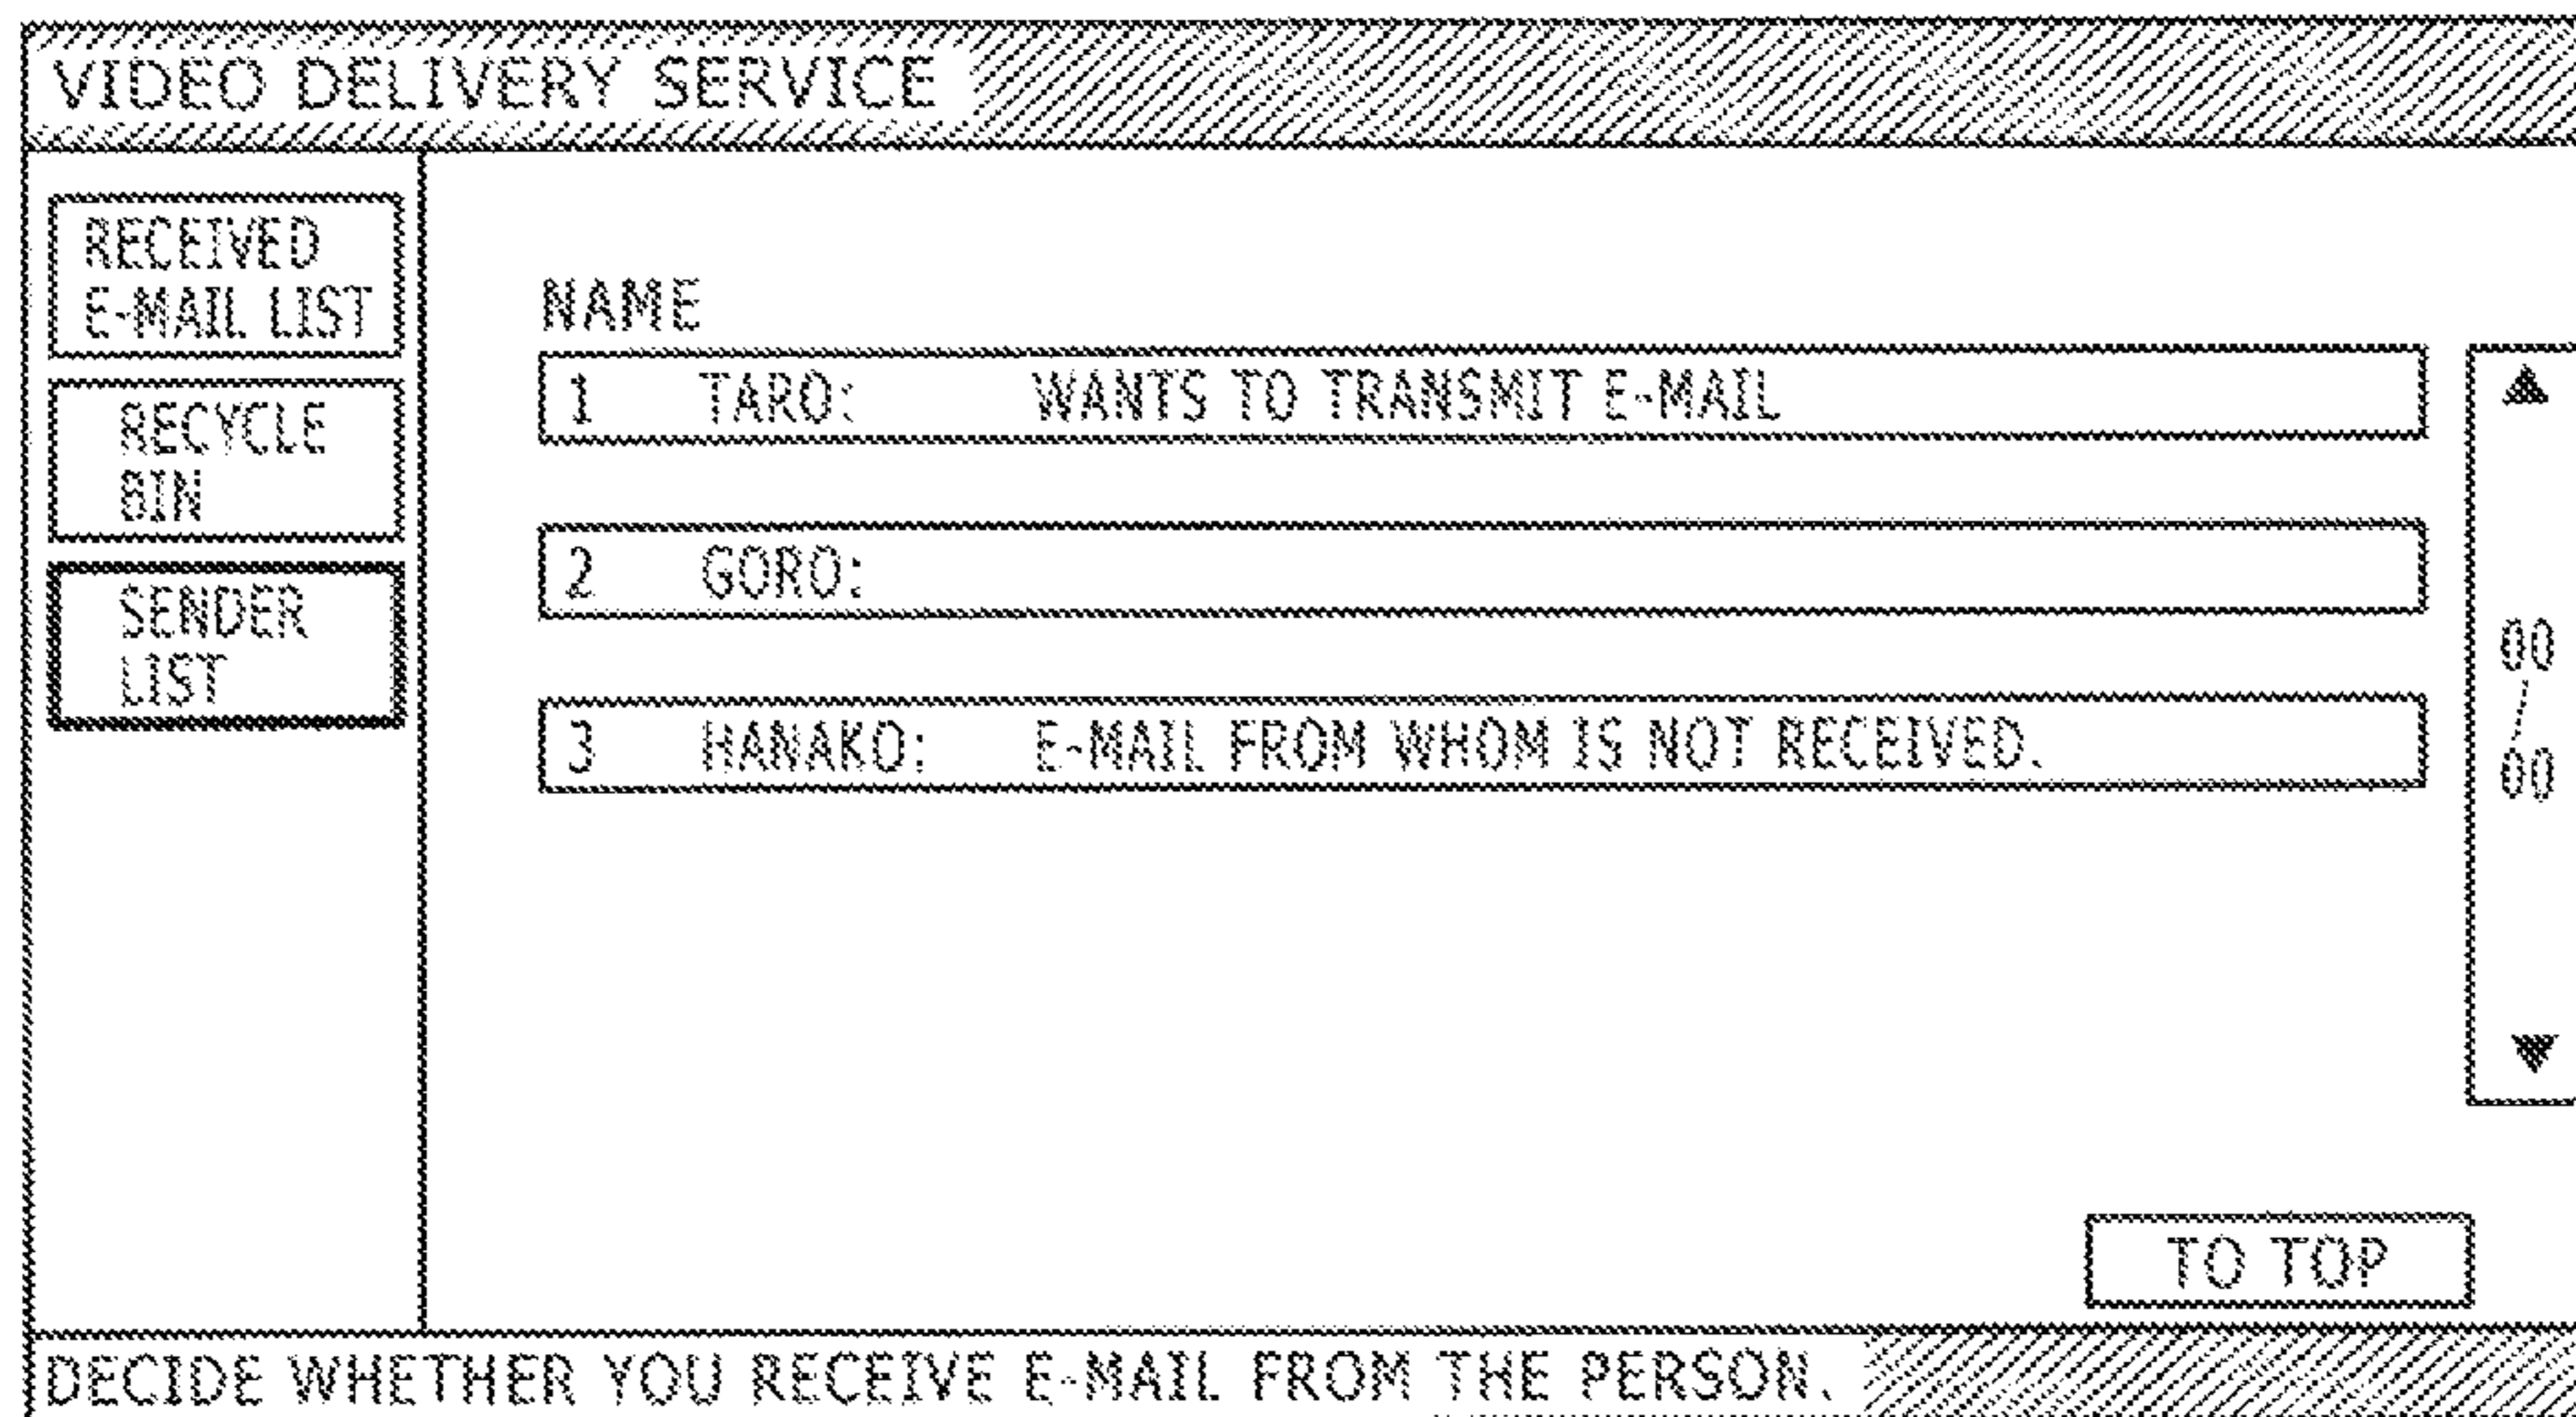 VIDEO DELIVERY SERVICE
RECEIVED
E-MAIL LIST
RECYCLE
BIN
SENDER
LIST
NAME
1 TARO: WANTS TO TRANSMIT E-MAIL
2 GORO:
3 HANAKO: E-MAIL FROM WHOM IS NOT RECEIVED.
▲
00
/
00
▼
TO TOP
DECIDE WHETHER YOU RECEIVE E-MAIL FROM THE PERSON.